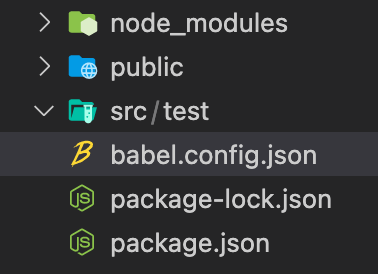 node_modules
public
src/test
babel.config.json
package-lock.json
package.json